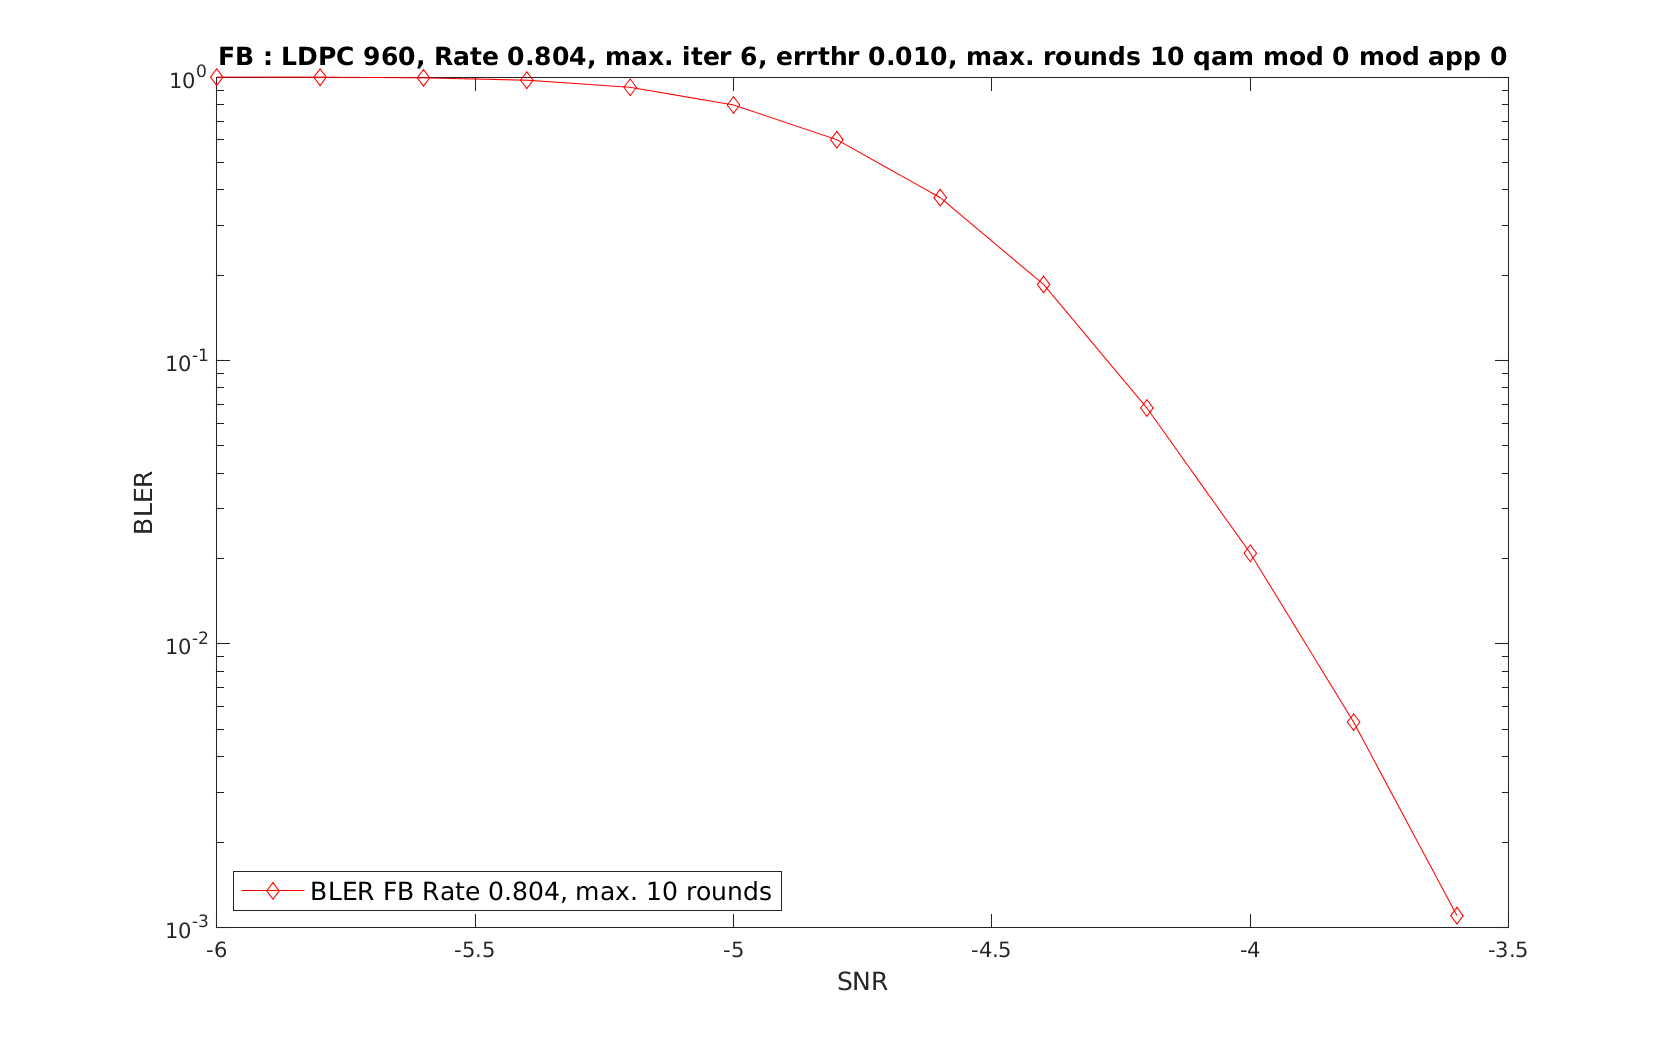 FB : LDPC 960, Rate 0.804, max. iter 6, errthr 0.010, max. rounds 10 qam mod 0 mod app 0
10^0
10^-1
10^-2
10^-3
BLER
BLER FB Rate 0.804, max. 10 rounds
-6 -5.5 -5 -4.5 -4 -3.5
SNR